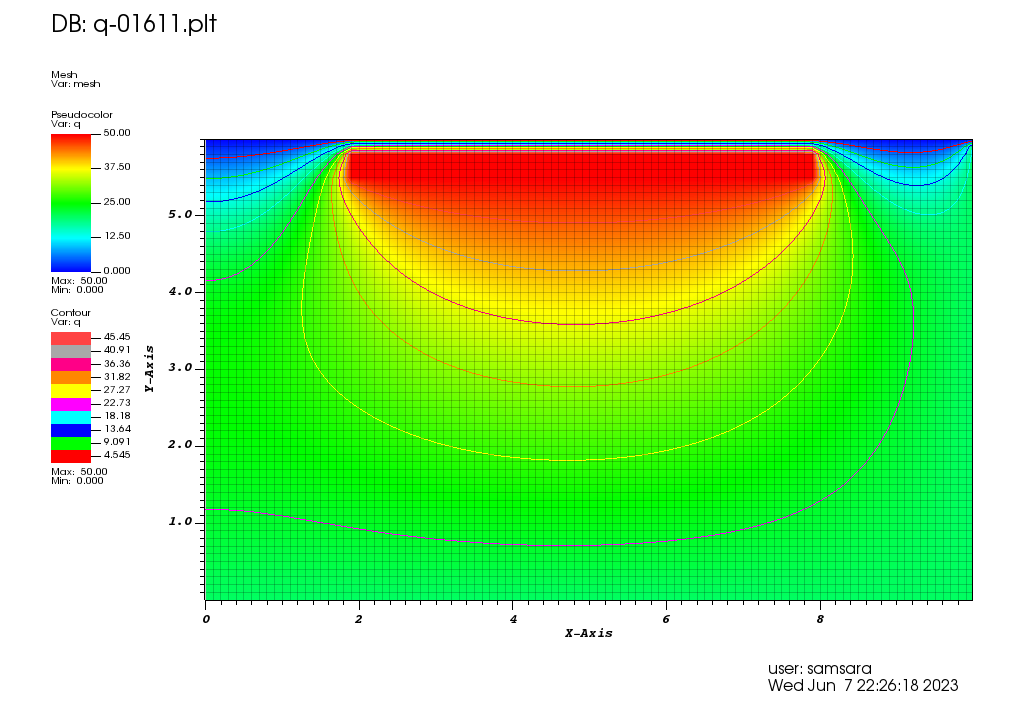 DB: q-01611.plt
Mesh
Var: mesh
Pseudocolor
Var: q
50.00
37.50
25.00
12.50
0.000
Max: 50.00
Min: 0.000
Contour
Var: q
45.45
40.91
36.36
31.82
27.27
22.73
18.18
13.64
9.091
4.545
Max: 50.00
Min: 0.000
Y-Axis
5.0
4.0
3.0
2.0
1.0
0 2 4 6 8
X-Axis
user: samsara
Wed Jun 7 22:26:18 2023